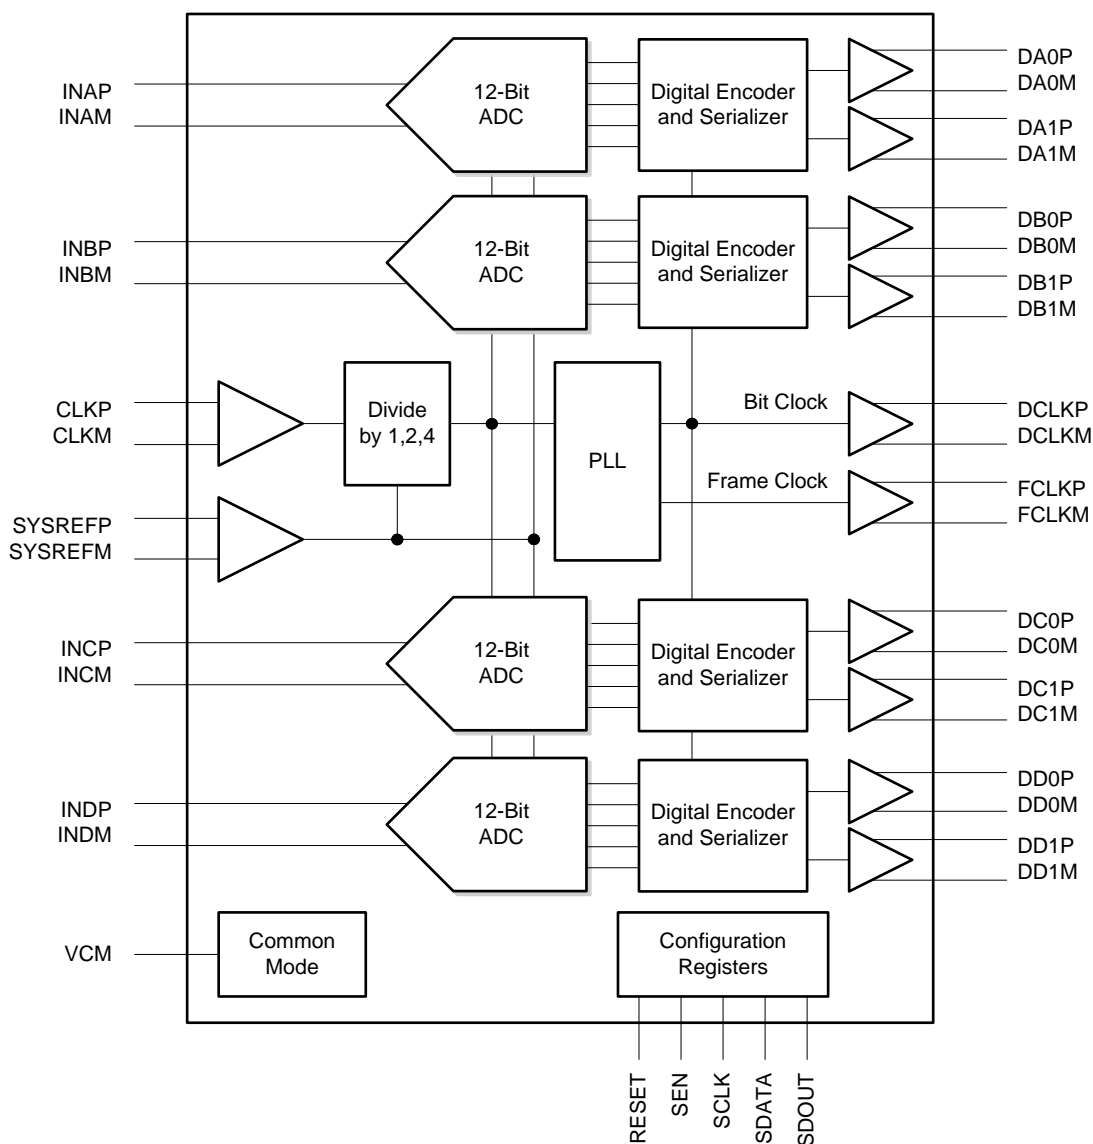 INAP
INAM
12-Bit
ADC
Digital Encoder
and Serializer
DA0P
DA0M
DA1P
DA1M
INBP
INBM
12-Bit
ADC
Digital Encoder
and Serializer
DB0P
DB0M
DB1P
DB1M
CLKP
CLKM
Divide
by 1,2,4
PLL
Bit Clock
DCLKP
DCLKM
SYSREFP
SYSREFM
Frame Clock
FCLKP
FCLKM
INCP
INCM
12-Bit
ADC
Digital Encoder
and Serializer
DC0P
DC0M
DC1P
DC1M
INDP
INDM
12-Bit
ADC
Digital Encoder
and Serializer
DD0P
DD0M
DD1P
DD1M
VCM
Common
Mode
Configuration
Registers
RESET
SEN
SCLK
SDATA
SDOUT